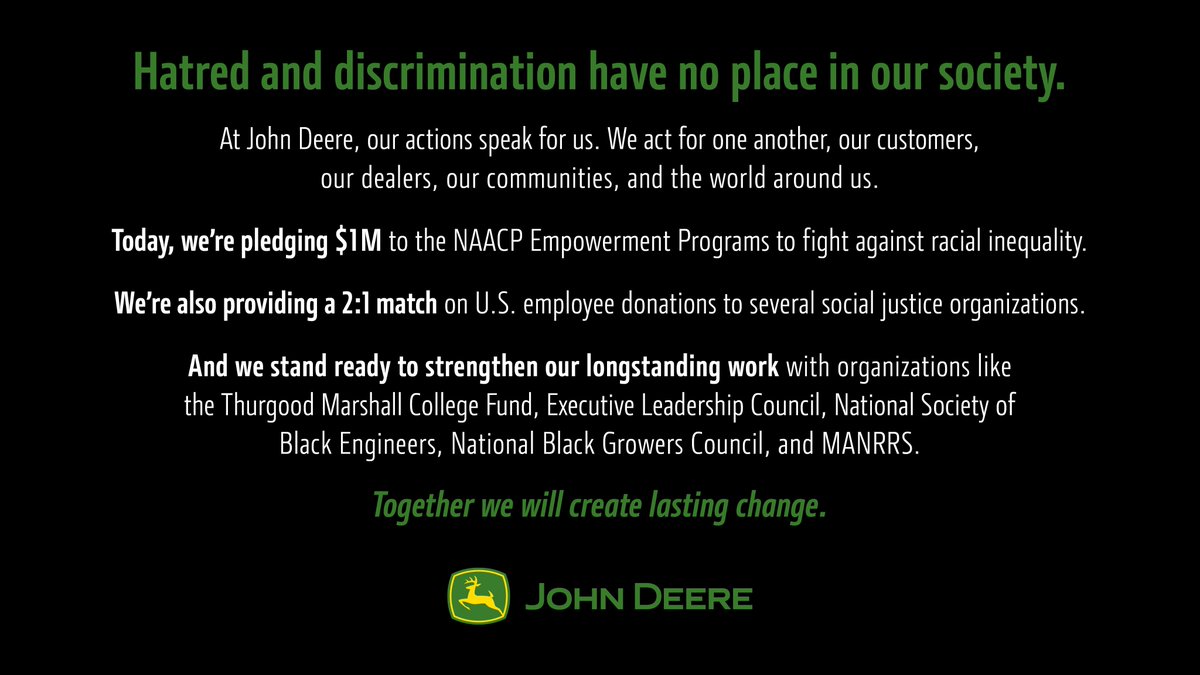 Hatred and discrimination have no place in our society.
At John Deere, our actions speak for us. We act for one another, our customers,
our dealers, our communities, and the world around us.
Today, we’re pledging $1M to the NAACP Empowerment Programs to fight against racial inequality.
We’re also providing a 2:1 match on U.S. employee donations to several social justice organizations.
And we stand ready to strengthen our longstanding work with organizations like
the Thurgood Marshall College Fund, Executive Leadership Council, National Society of
Black Engineers, National Black Growers Council, and MANRRS.
Together we will create lasting change.
JOHN DEERE